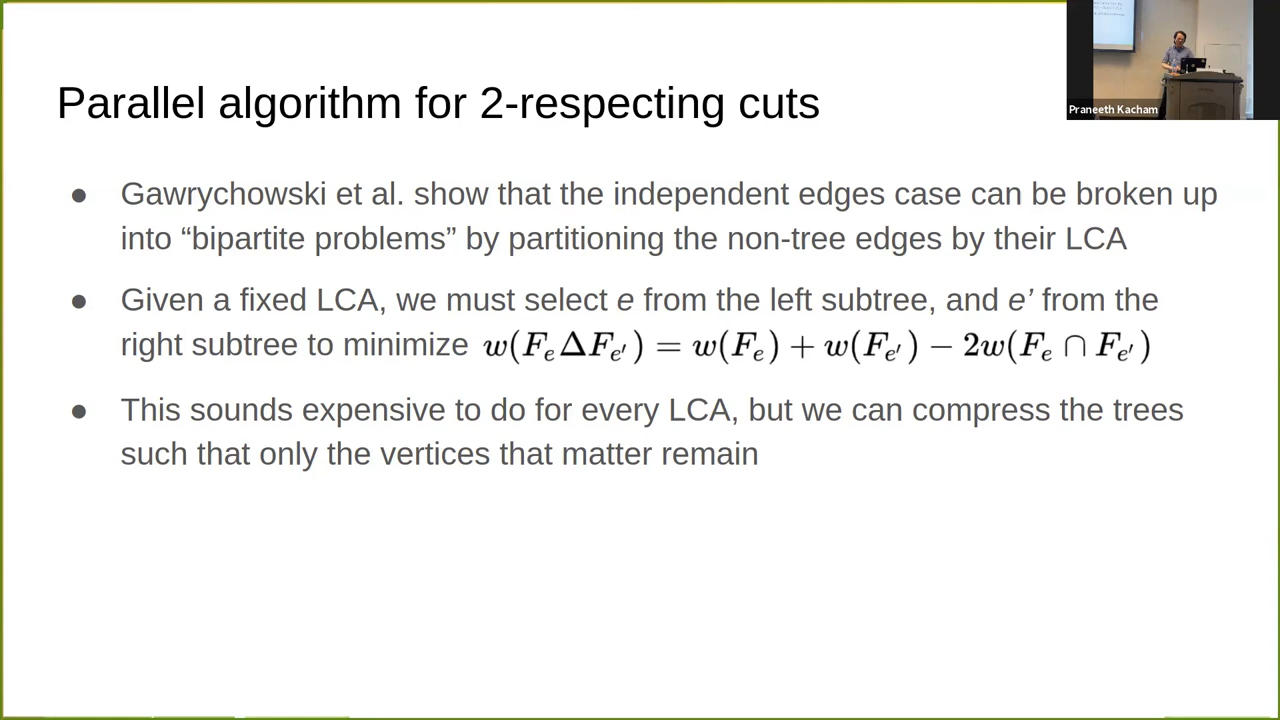 Parallel algorithm for 2-respecting cuts
Praneeth Kacham
● Gawrychowski et al. show that the independent edges case can be broken up
into “bipartite problems” by partitioning the non-tree edges by their LCA
● Given a fixed LCA, we must select e from the left subtree, and e’ from the
right subtree to minimize w(F_e Δ F_{e′}) = w(F_e) + w(F_{e′}) − 2w(F_e ∩ F_{e′})
● This sounds expensive to do for every LCA, but we can compress the trees
such that only the vertices that matter remain